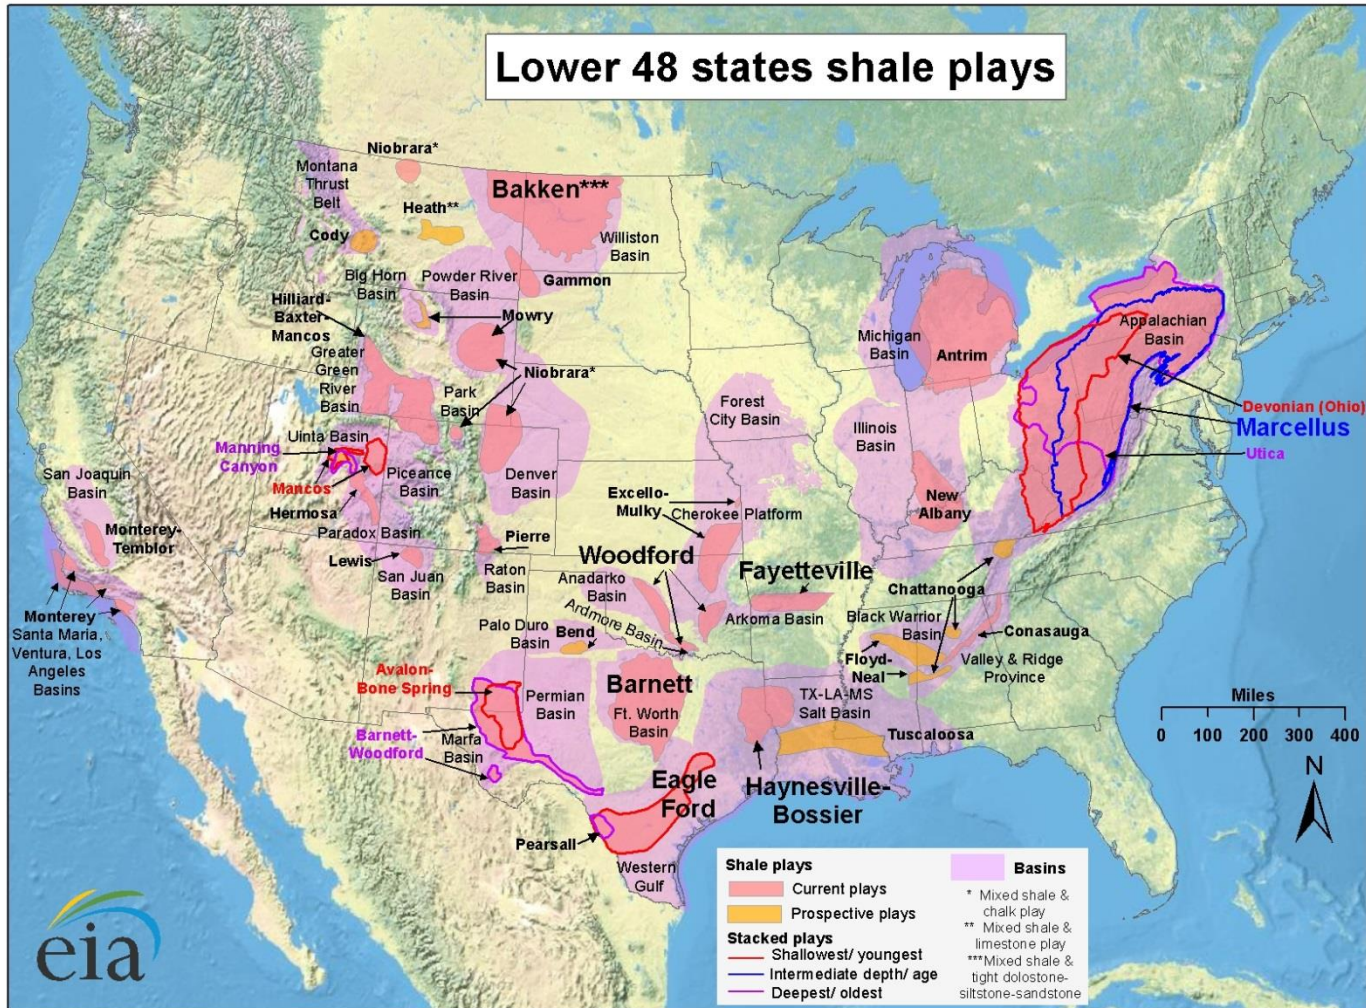 Lower 48 states shale plays
Niobrara*
Montana
Thrust
Belt
Bakken***
Heath**
Cody
Williston
Basin
Big Horn
Basin
Powder River
Basin
Gammon
Hilliard-
Baxter-
Mancos
Mowry
Greater
Green
River
Basin
Niobrara*
Park
Basin
Michigan
Basin
Antrim
Appalachian
Basin
Devonian (Ohio)
Marcellus
Utica
Forest
City Basin
Illinois
Basin
Uinta Basin
Manning
Canyon
Mancos
Piceance
Basin
Denver
Basin
San Joaquin
Basin
Hermosa
Excello-
Mulky
Cherokee Platform
New
Albany
Monterey-
Temblor
Paradox Basin
Lewis
San Juan
Basin
Pierre
Raton
Basin
Woodford
Anadarko
Basin
Fayetteville
Arkoma Basin
Chattanooga
Black Warrior
Basin
Conasauga
Monterey
Santa Maria,
Ventura, Los
Angeles
Basins
Palo Duro
Basin
Bend
Ardmore Basin
Floyd-
Neal
Valley & Ridge
Province
Avalon-
Bone Spring
Permian
Basin
Barnett
Ft. Worth
Basin
TX-LA-MS
Salt Basin
Tuscaloosa
Barnett-
Woodford
Marfa
Basin
Eagle
Ford
Haynesville-
Bossier
Pearsall
Western
Gulf
Miles
0 100 200 300 400
N
Shale plays
Current plays
Prospective plays
Stacked plays
Shallowest/ youngest
Intermediate depth/ age
Deepest/ oldest
Basins
* Mixed shale &
chalk play
** Mixed shale &
limestone play
***Mixed shale &
tight dolostone-
siltstone-sandstone
eia